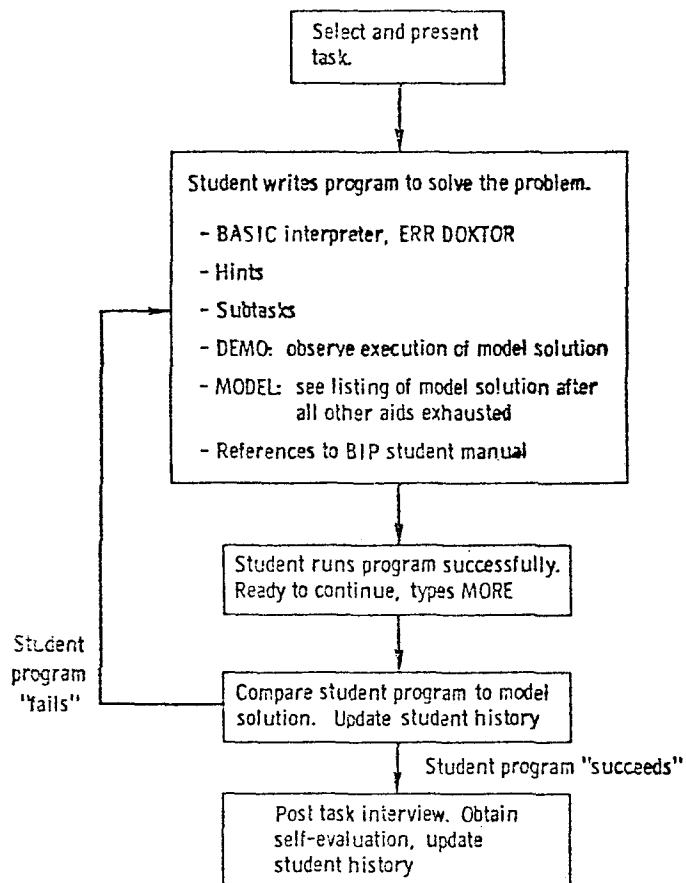 Select and present
task.
Student writes program to solve the problem.
- BASIC interpreter, ERR DOXTOR
- Hints
- Subtasks
- DEMO: observe execution of model solution
- MODEL: see listing of model solution after
all other aids exhausted
- References to BIP student manual
Student runs program successfully.
Ready to continue, types MORE
Student
program
"fails"
Compare student program to model
solution. Update student history
Student program "succeeds"
Post task interview. Obtain
self-evaluation, update
student history